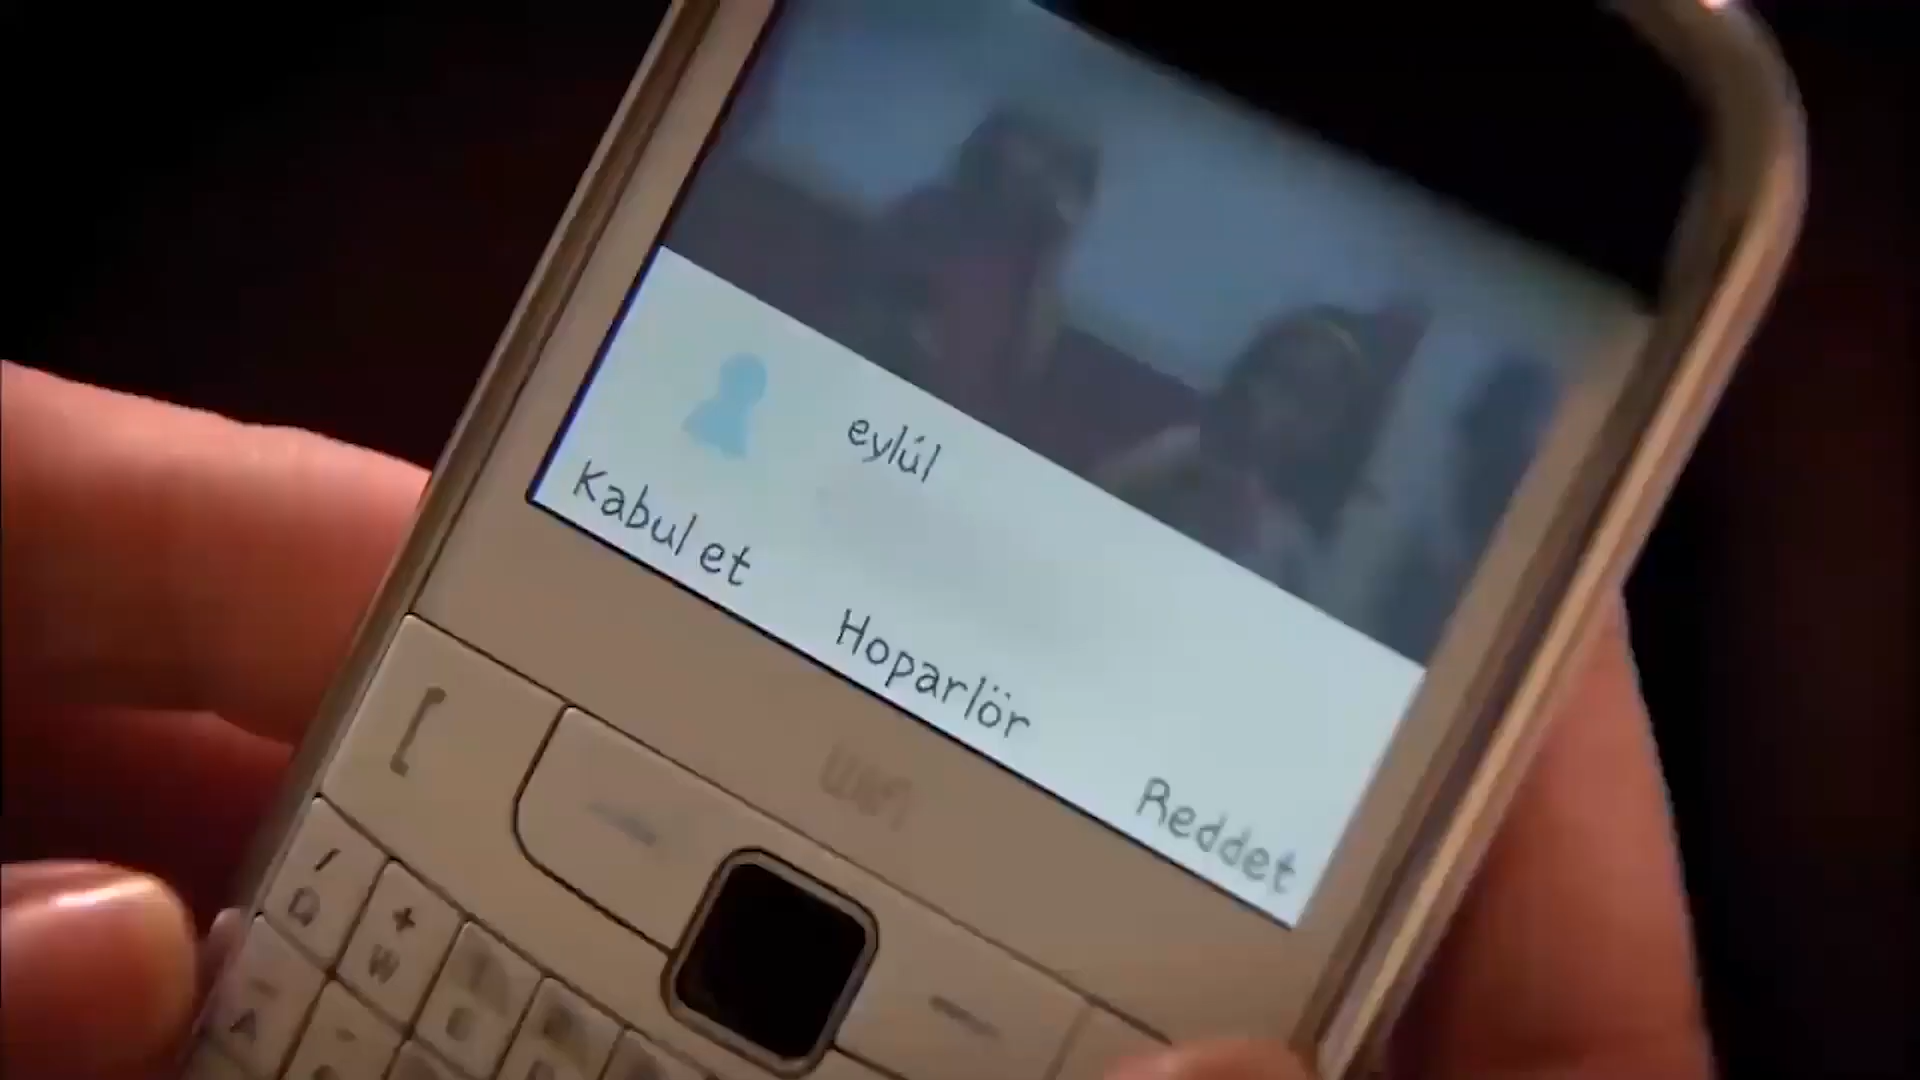 eylúl
Kabul et
Hoparlör
Reddet
+
W
A